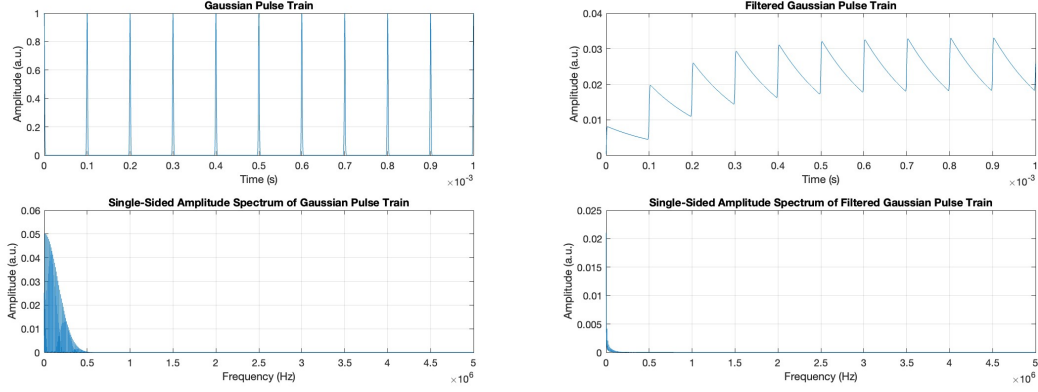 Gaussian Pulse Train
Amplitude (a.u.)
1
0.8
0.6
0.4
0.2
0
0 0.1 0.2 0.3 0.4 0.5 0.6 0.7 0.8 0.9 1
Time (s)
×10⁻³
Filtered Gaussian Pulse Train
Amplitude (a.u.)
0.04
0.03
0.02
0.01
0
0 0.1 0.2 0.3 0.4 0.5 0.6 0.7 0.8 0.9 1
Time (s)
×10⁻³
Single-Sided Amplitude Spectrum of Gaussian Pulse Train
Amplitude (a.u.)
0.06
0.05
0.04
0.03
0.02
0.01
0
0 0.5 1 1.5 2 2.5 3 3.5 4 4.5 5
Frequency (Hz)
×10⁶
Single-Sided Amplitude Spectrum of Filtered Gaussian Pulse Train
Amplitude (a.u.)
0.025
0.02
0.015
0.01
0.005
0
0 0.5 1 1.5 2 2.5 3 3.5 4 4.5 5
Frequency (Hz)
×10⁶